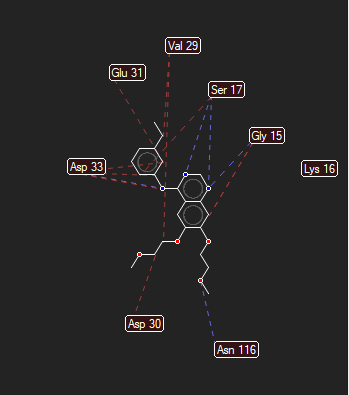 Val 29
Glu 31
Ser 17
Gly 15
Asp 33
Lys 16
Asp 30
Asn 116